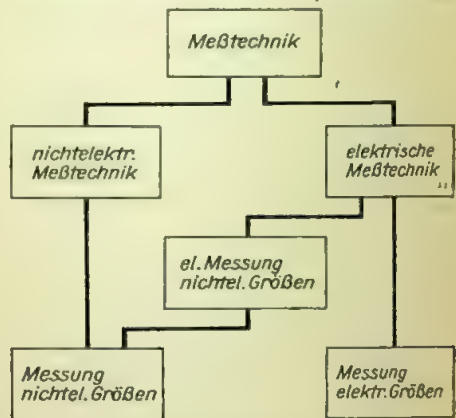 Meßtechnik
nichtelektr.
Meßtechnik
elektrische
Meßtechnik
el. Messung
nichtel. Größen
Messung
nichtel. Größen
Messung
elektr. Größen